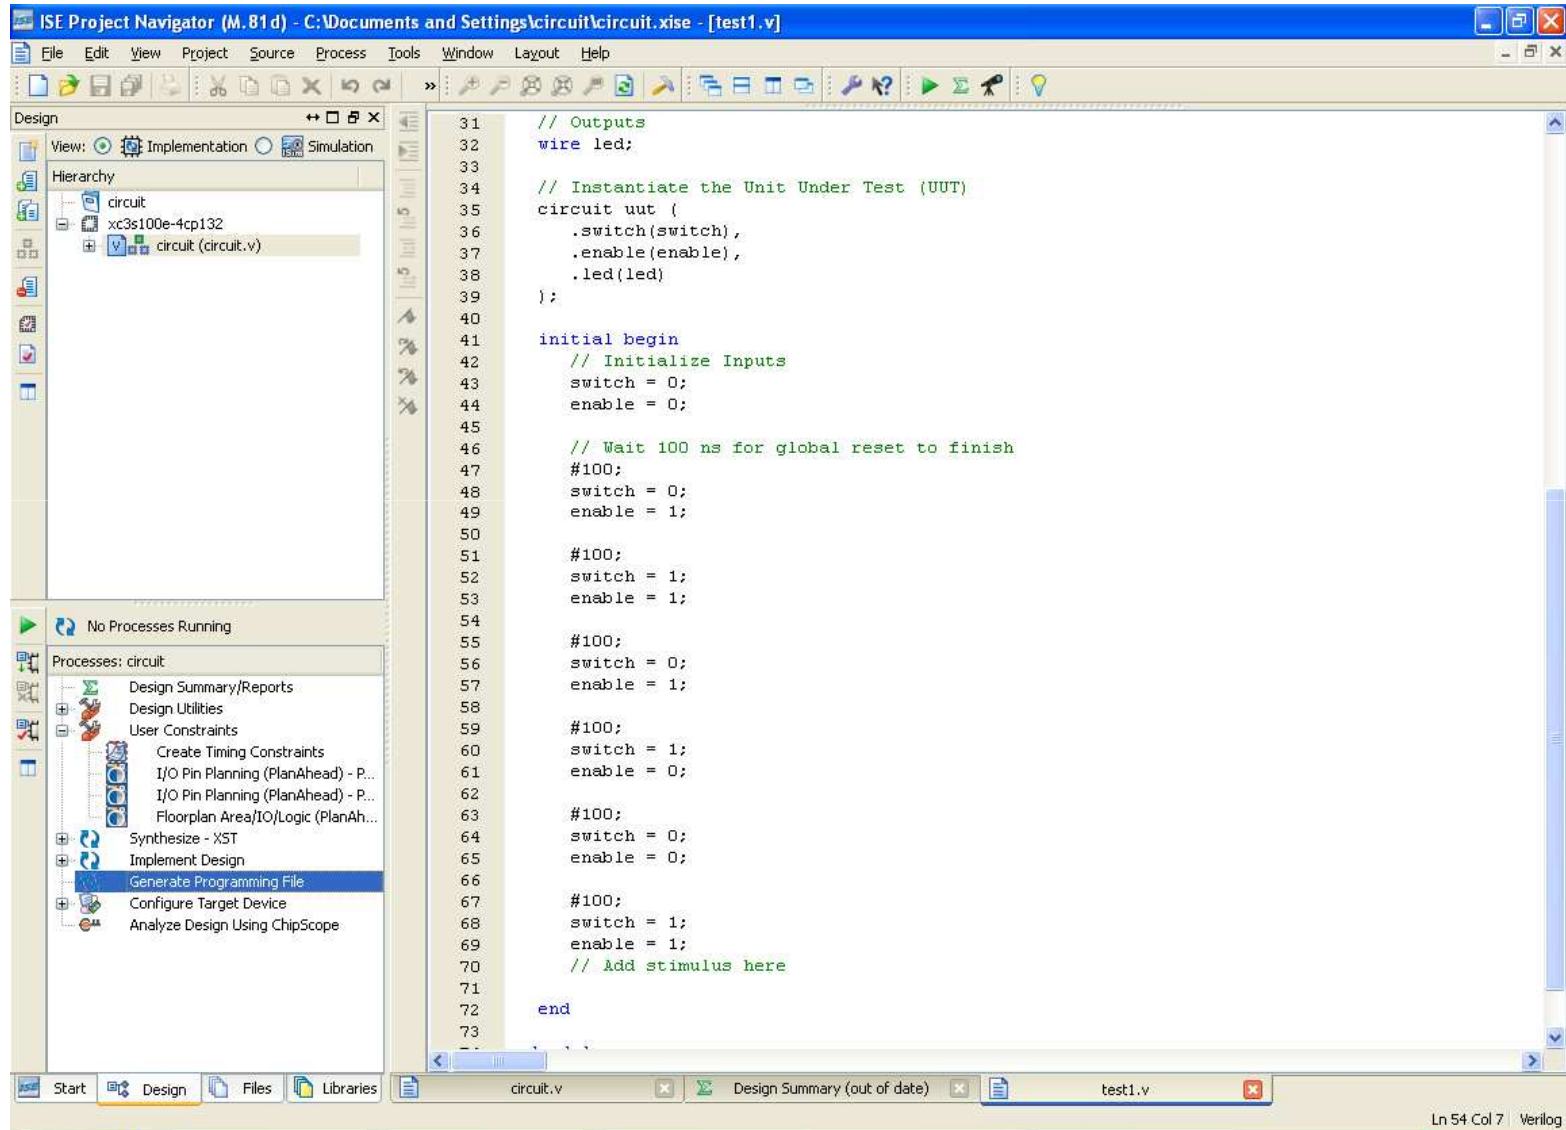 ISE Project Navigator (M.81d) - C:\Documents and Settings\circuit\circuit.xise - [test1.v]
File Edit View Project Source Process Tools Window Layout Help
Design
View: Implementation Simulation
Hierarchy
circuit
xc3s100e-4cp132
circuit (circuit.v)
No Processes Running
Processes: circuit
Design Summary/Reports
Design Utilities
User Constraints
Create Timing Constraints
I/O Pin Planning (PlanAhead) - P...
I/O Pin Planning (PlanAhead) - P...
Floorplan Area/IO/Logic (PlanAh...
Synthesize - XST
Implement Design
Generate Programming File
Configure Target Device
Analyze Design Using ChipScope
31 // Outputs
32 wire led;
33
34 // Instantiate the Unit Under Test (UUT)
35 circuit uut (
36 .switch(switch),
37 .enable(enable),
38 .led(led)
39 );
40
41 initial begin
42 // Initialize Inputs
43 switch = 0;
44 enable = 0;
45
46 // Wait 100 ns for global reset to finish
47 #100;
48 switch = 0;
49 enable = 1;
50
51 #100;
52 switch = 1;
53 enable = 1;
54
55 #100;
56 switch = 0;
57 enable = 1;
58
59 #100;
60 switch = 1;
61 enable = 0;
62
63 #100;
64 switch = 0;
65 enable = 0;
66
67 #100;
68 switch = 1;
69 enable = 1;
70 // Add stimulus here
71
72 end
73
Start Design Files Libraries
circuit.v Design Summary (out of date) test1.v
Ln 54 Col 7 Verilog